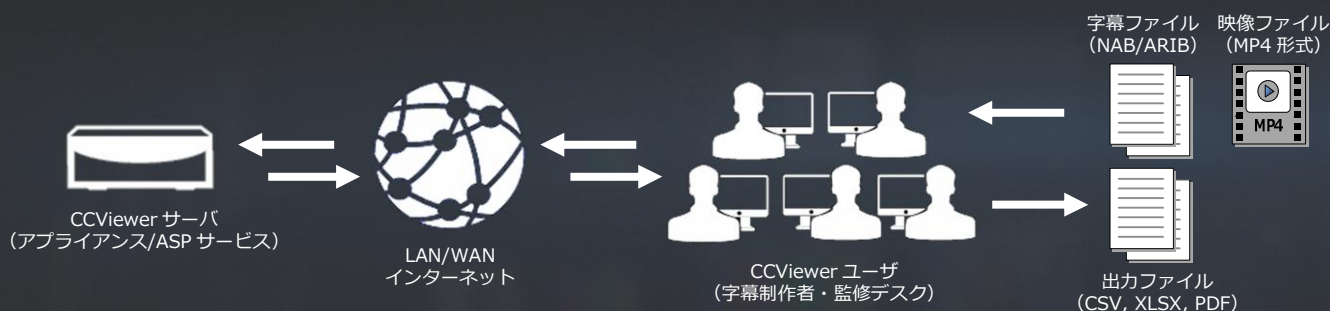 字幕ファイル
（NAB/ARIB）
映像ファイル
（MP4 形式）
MP4
CCViewer サーバ
（アプライアンス/ASP サービス）
LAN/WAN
インターネット
CCViewer ユーザ
（字幕制作者・監修デスク）
出力ファイル
（CSV, XLSX, PDF）